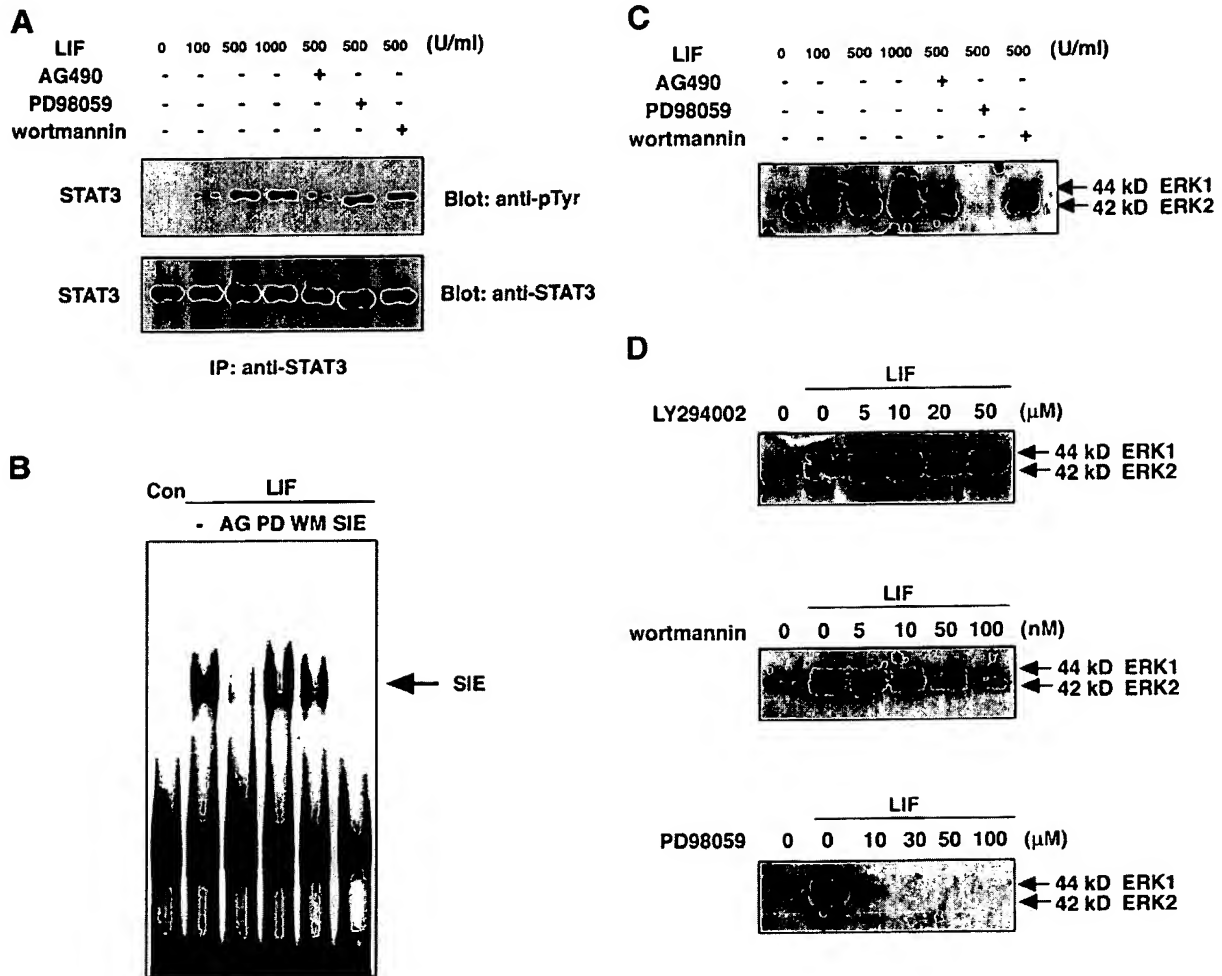 A
LIF 0 100 500 1000 500 500 500 (U/ml)
AG490 - - - - + - -
PD98059 - - - - - + -
wortmannin - - - - - - +
STAT3 Blot: anti-pTyr
STAT3 Blot: anti-STAT3
IP: anti-STAT3
B
Con LIF
- AG PD WM SIE
SIE
C
LIF 0 100 500 1000 500 500 500 (U/ml)
AG490 - - - - + - -
PD98059 - - - - - + -
wortmannin - - - - - - +
44 kD ERK1
42 kD ERK2
D
LIF
LY294002 0 0 5 10 20 50 (µM)
44 kD ERK1
42 kD ERK2
LIF
wortmannin 0 0 5 10 50 100 (nM)
44 kD ERK1
42 kD ERK2
LIF
PD98059 0 0 10 30 50 100 (µM)
44 kD ERK1
42 kD ERK2